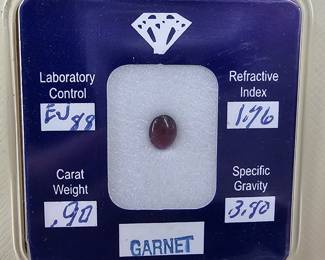 Laboratory
Control
EJ 88
Refractive
Index
1.76
Carat
Weight
.90
Specific
Gravity
3.90
GARNET